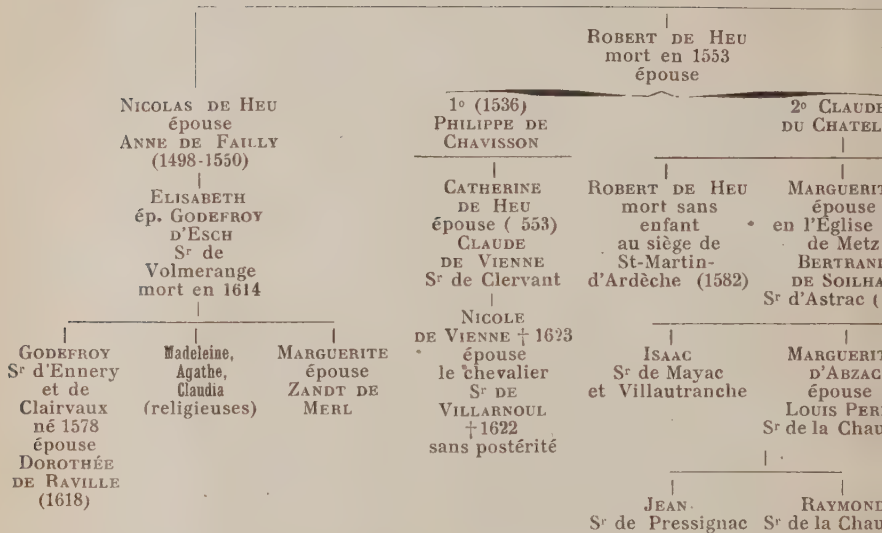 ROBERT DE HEU
mort en 1553
épouse
NICOLAS DE HEU
épouse
ANNE DE FAILLY
(1498-1550)
ELISABETH
ép. GODEFROY
D'ESCH
Sr de
Volmerange
mort en 1614
GODEFROY
Sr d'Ennery
et de
Clairvaux
né 1578
épouse
DOROTHÉE
DE RAVILLE
(1618)
Madeleine,
Agathe,
Claudia
(religieuses)
MARGUERITE
épouse
ZANDT DE
MERL
1º (1536)
PHILIPPE DE
CHAVISSON
CATHERINE
DE HEU
épouse ( 553)
CLAUDE
DE VIENNE
Sr de Clervant
NICOLE
DE VIENNE † 1623
épouse
le chevalier
Sr DE
VILLARNOUL
† 1622
sans postérité
2º CLAUDE
DU CHATEL
ROBERT DE HEU
mort sans
enfant
au siège de
St-Martin-
d'Ardèche (1582)
MARGUERIT
épouse
en l'Église
de Metz
BERTRAND
DE SOILHA
Sr d'Astrac (
ISAAC
Sr de Mayac
et Villautranche
MARGUERIT
D'ABZAC
épouse
LOUIS PER
Sr de la Chau
JEAN
Sr de Pressignac
RAYMOND
Sr de la Chau